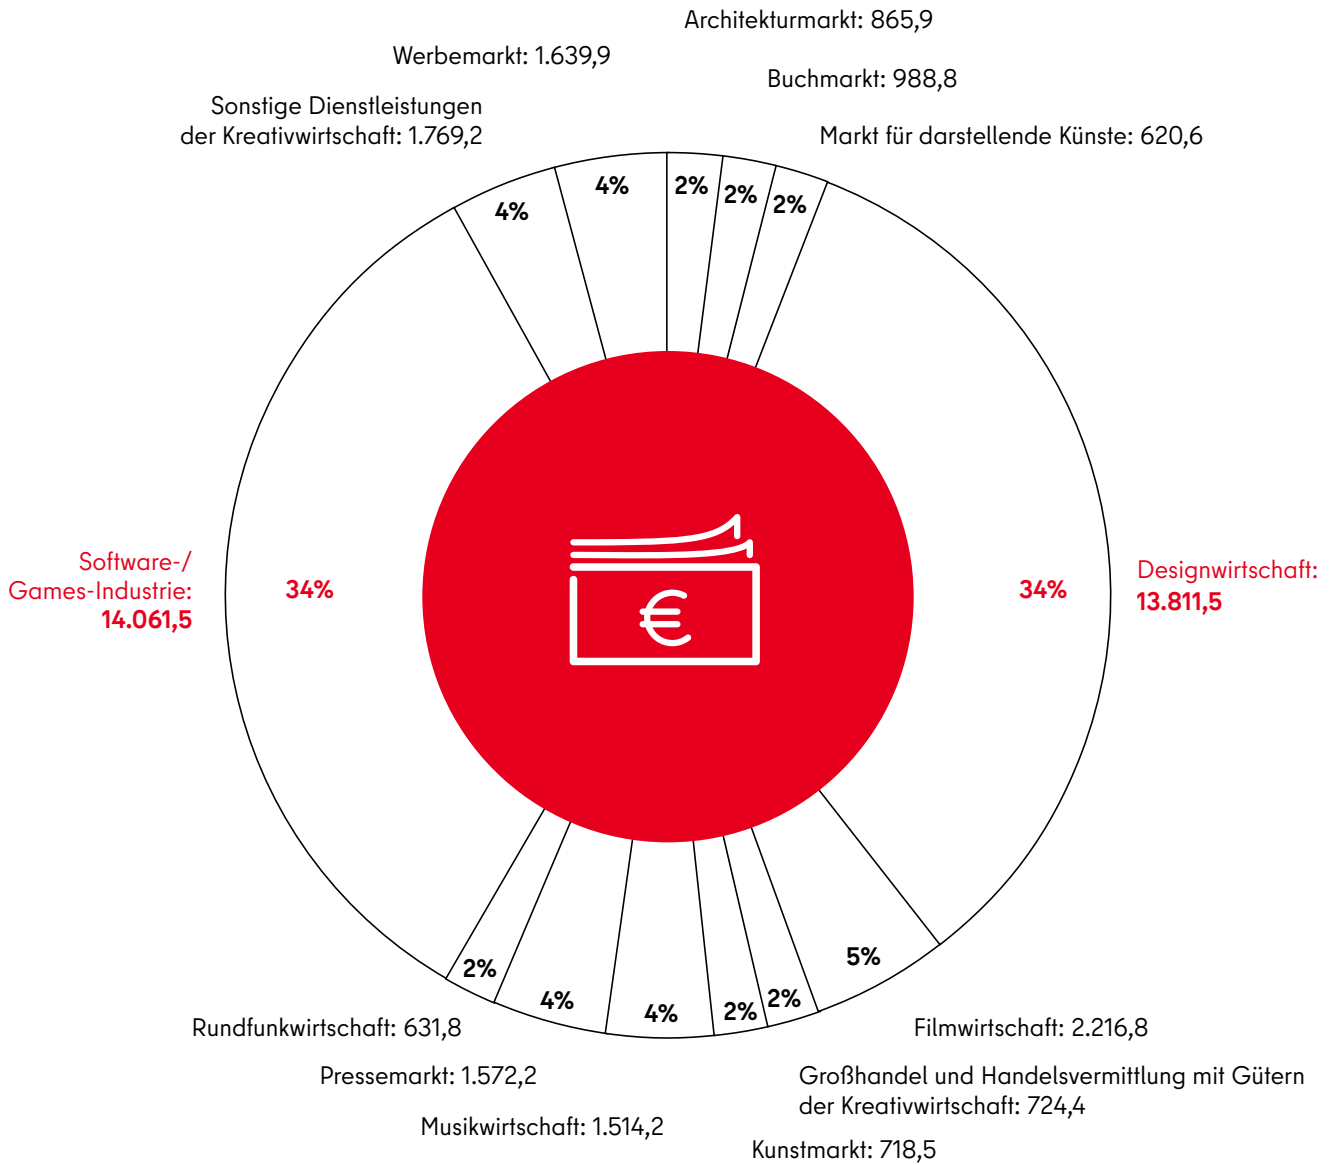 Architekturmarkt: 865,9
Werbemarkt: 1.639,9
Buchmarkt: 988,8
Sonstige Dienstleistungen
der Kreativwirtschaft: 1.769,2
Markt für darstellende Künste: 620,6
4%
4%
2%
2%
2%
Software-/
Games-Industrie:
14.061,5
34%
€
34%
Designwirtschaft:
13.811,5
2%
4%
4%
2%
2%
5%
Rundfunkwirtschaft: 631,8
Pressemarkt: 1.572,2
Musikwirtschaft: 1.514,2
Filmwirtschaft: 2.216,8
Großhandel und Handelsvermittlung mit Gütern
der Kreativwirtschaft: 724,4
Kunstmarkt: 718,5